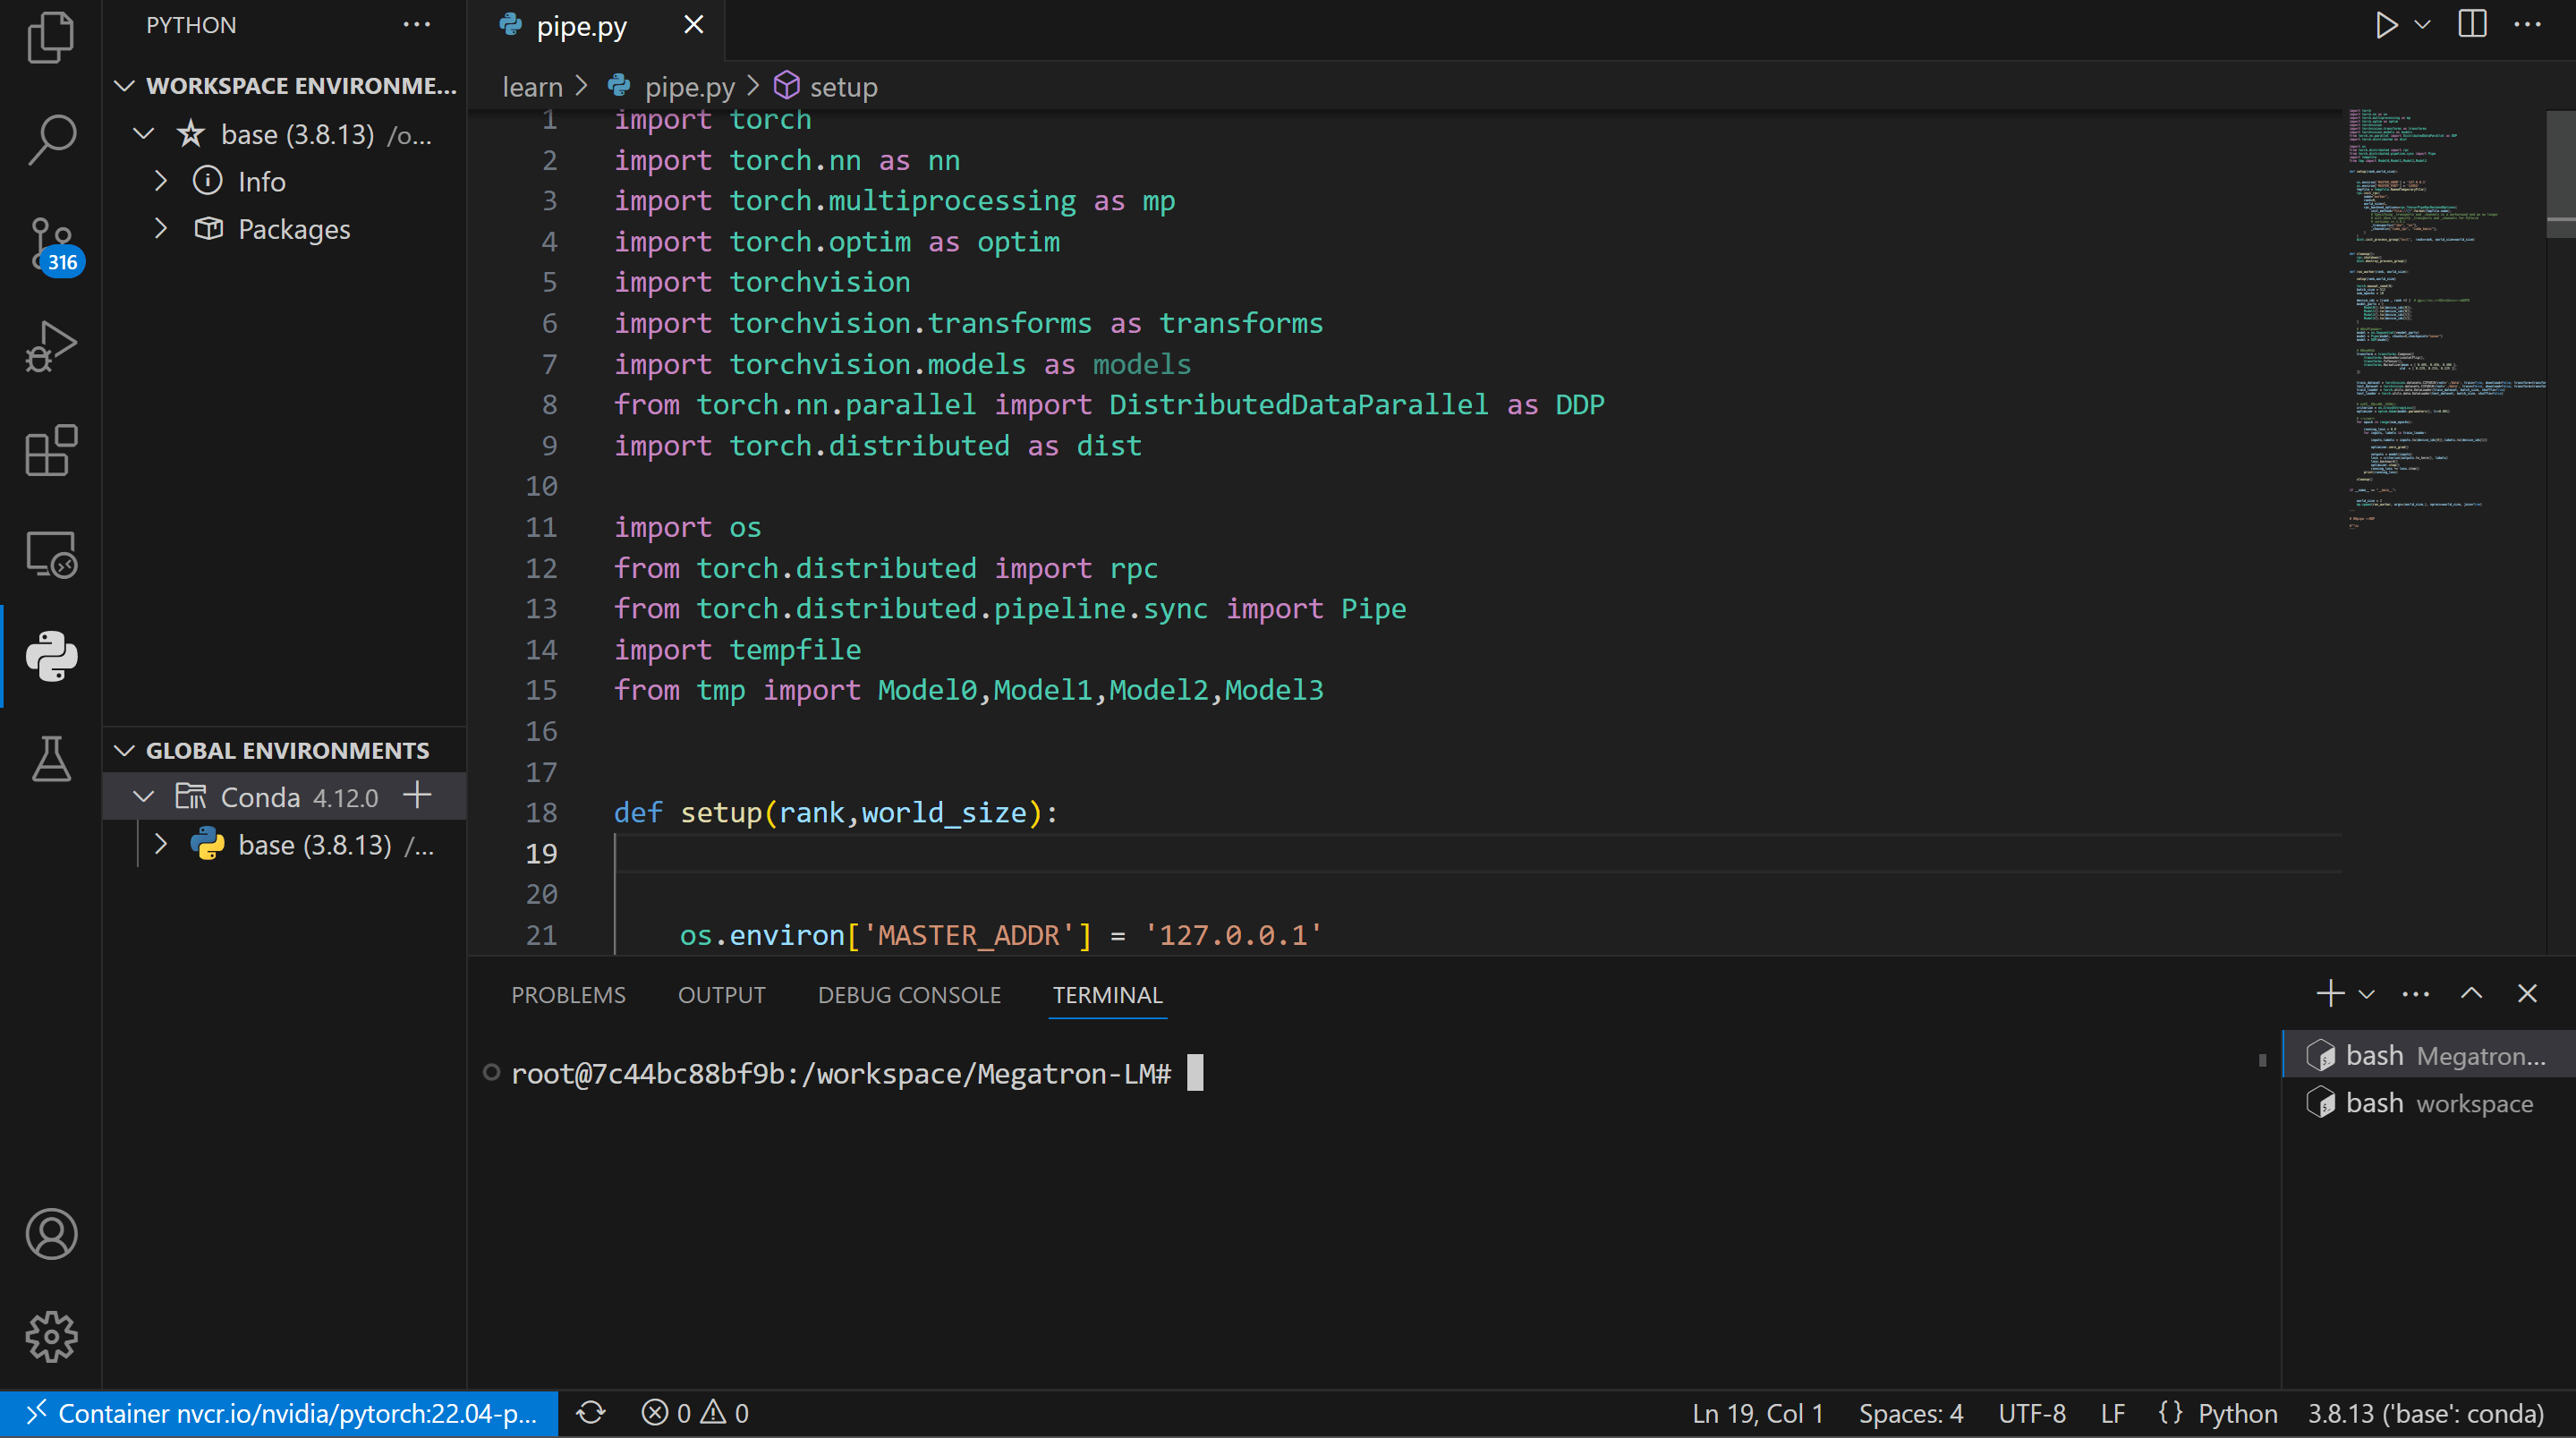 PYTHON
WORKSPACE ENVIRONME...
base (3.8.13) /o...
Info
Packages
316
GLOBAL ENVIRONMENTS
Conda 4.12.0
base (3.8.13) /...
pipe.py
learn > pipe.py > setup
1 import torch
2 import torch.nn as nn
3 import torch.multiprocessing as mp
4 import torch.optim as optim
5 import torchvision
6 import torchvision.transforms as transforms
7 import torchvision.models as models
8 from torch.nn.parallel import DistributedDataParallel as DDP
9 import torch.distributed as dist
10
11 import os
12 from torch.distributed import rpc
13 from torch.distributed.pipeline.sync import Pipe
14 import tempfile
15 from tmp import Model0,Model1,Model2,Model3
16
17
18 def setup(rank,world_size):
19
20
21 os.environ['MASTER_ADDR'] = '127.0.0.1'
PROBLEMS OUTPUT DEBUG CONSOLE TERMINAL
root@7c44bc88bf9b:/workspace/Megatron-LM#
bash Megatron...
bash workspace
Container nvcr.io/nvidia/pytorch:22.04-p... 0 0 Ln 19, Col 1 Spaces: 4 UTF-8 LF {} Python 3.8.13 ('base': conda)